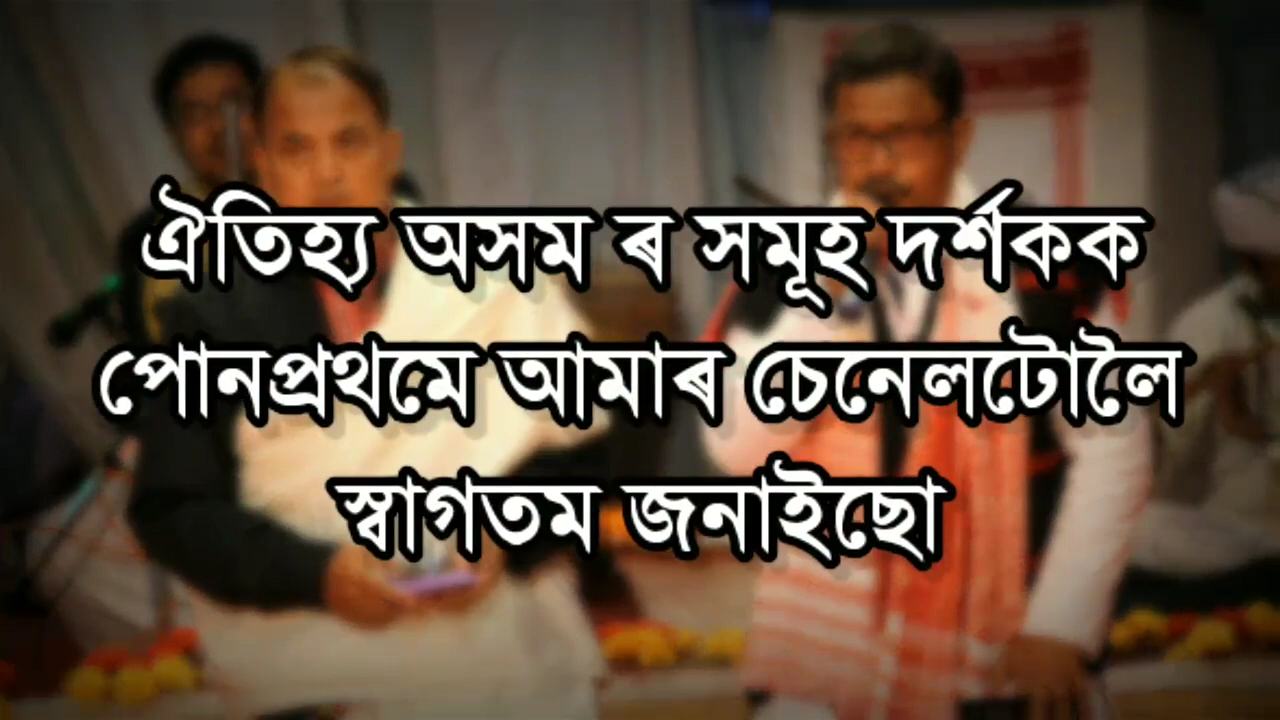 ঐতিহ্য অসম ৰ সমূহ দৰ্শকক
পোনপ্ৰথমে আমাৰ চেনেলটোলৈ
স্বাগতম জনাইছো